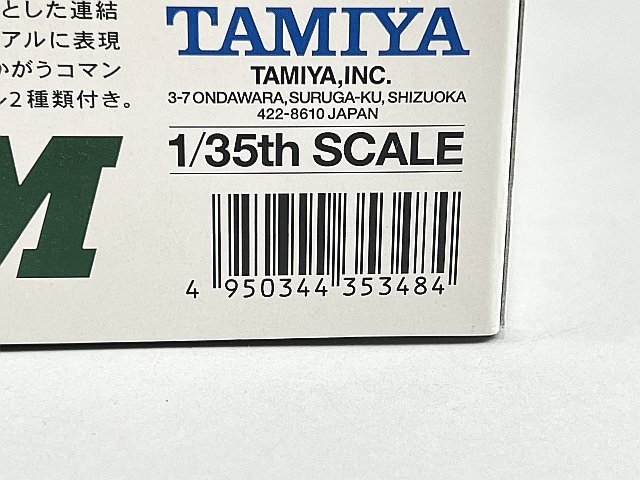 とした連結
アルに表現
かがうコマン
2種類付き。
TAMIYA
TAMIYA,INC.
3-7 ONDAWARA,SURUGA-KU, SHIZUOKA
422-8610 JAPAN
1/35th SCALE
M
4 950344 353484